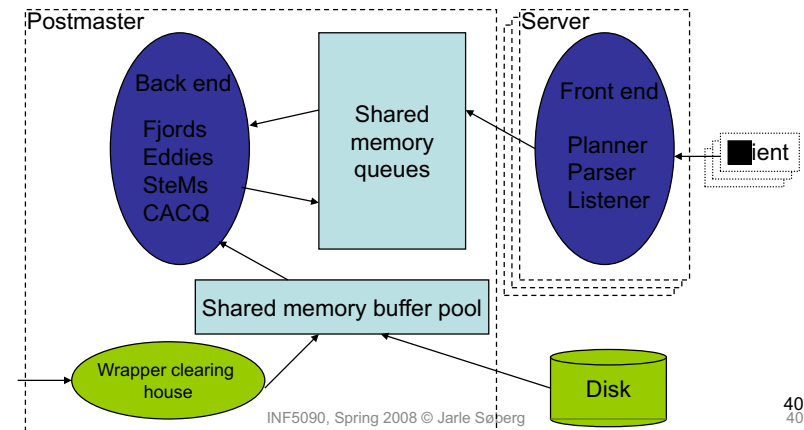 Postmaster
Server
Back end
Fjords
Eddies
SteMs
CACQ
Shared
memory
queues
Front end
Planner
Parser
Listener
ient
Shared memory buffer pool
Wrapper clearing
house
Disk
INF5090, Spring 2008 © Jarle Søberg
40
40